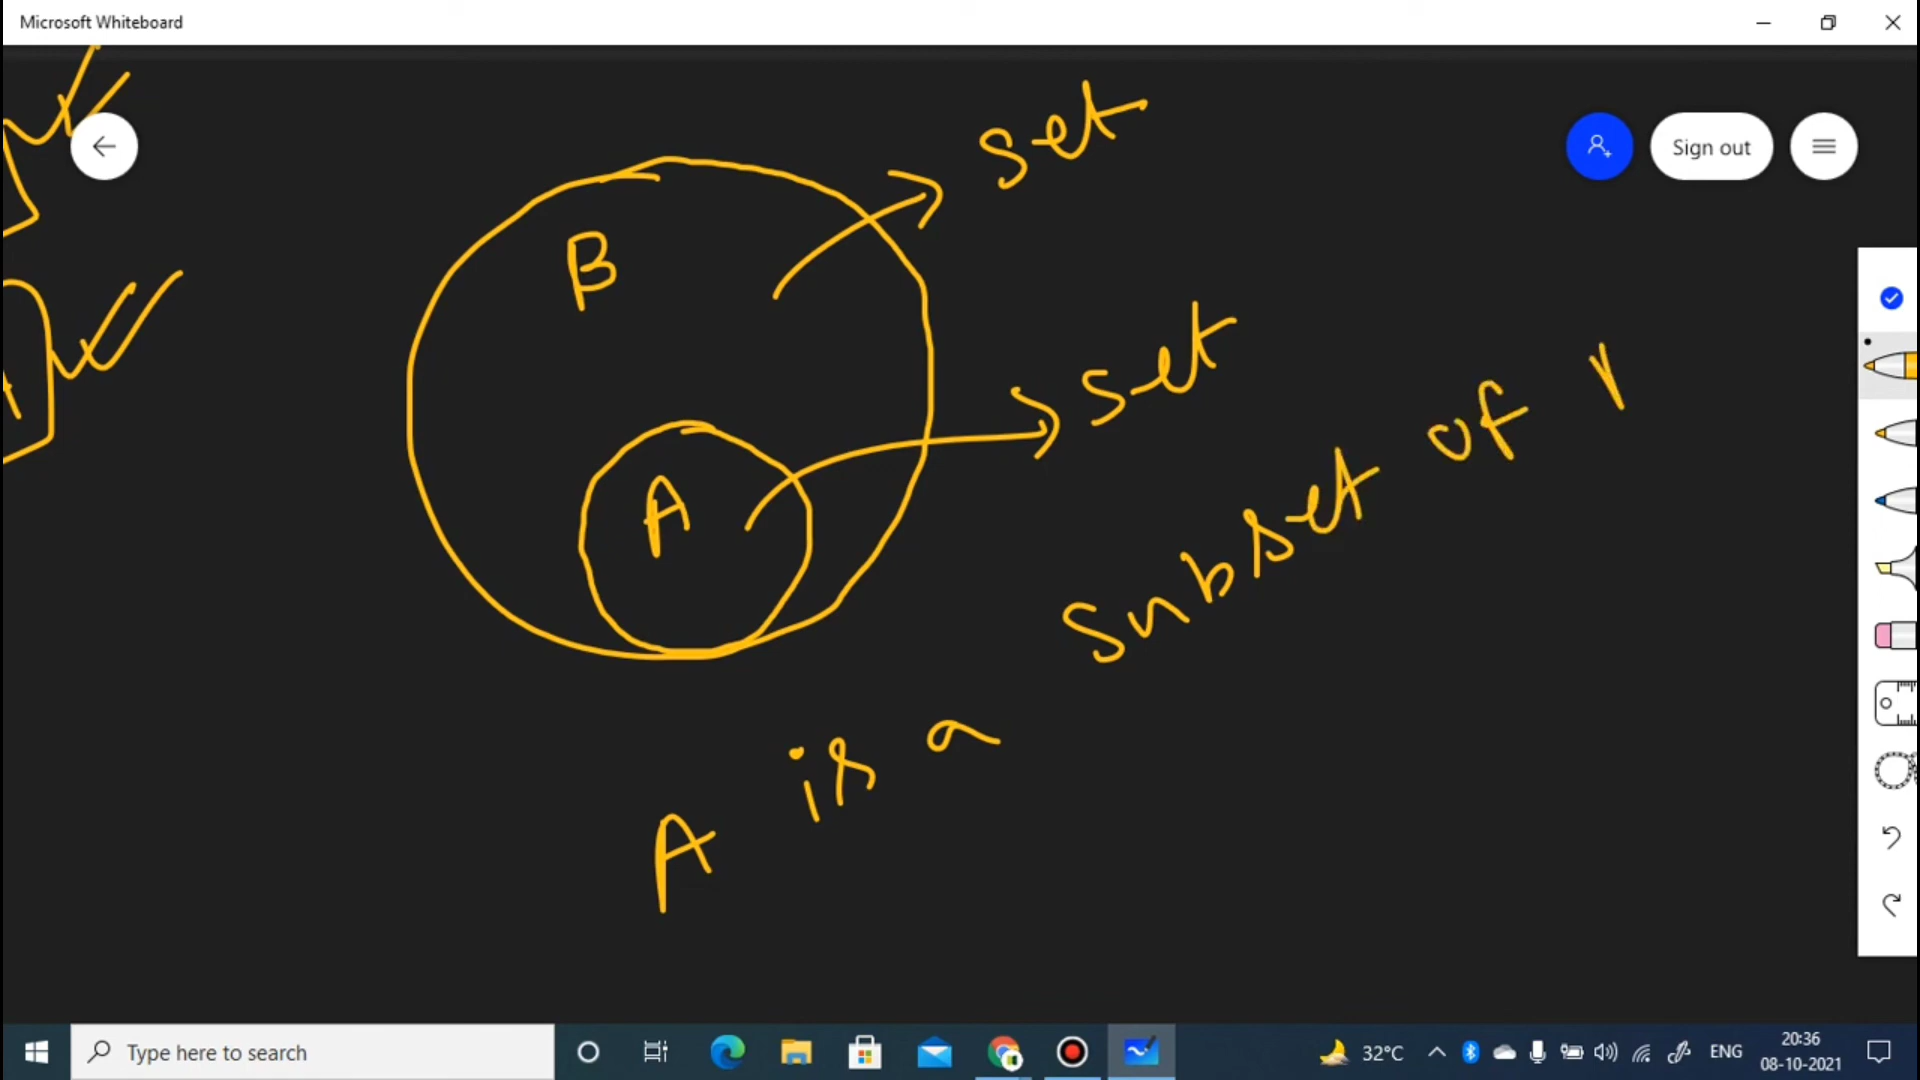 Microsoft Whiteboard
Set
Sign out
B
Set
A
A is a Subset of
Type here to search
32°C
ENG
20:36
08-10-2021